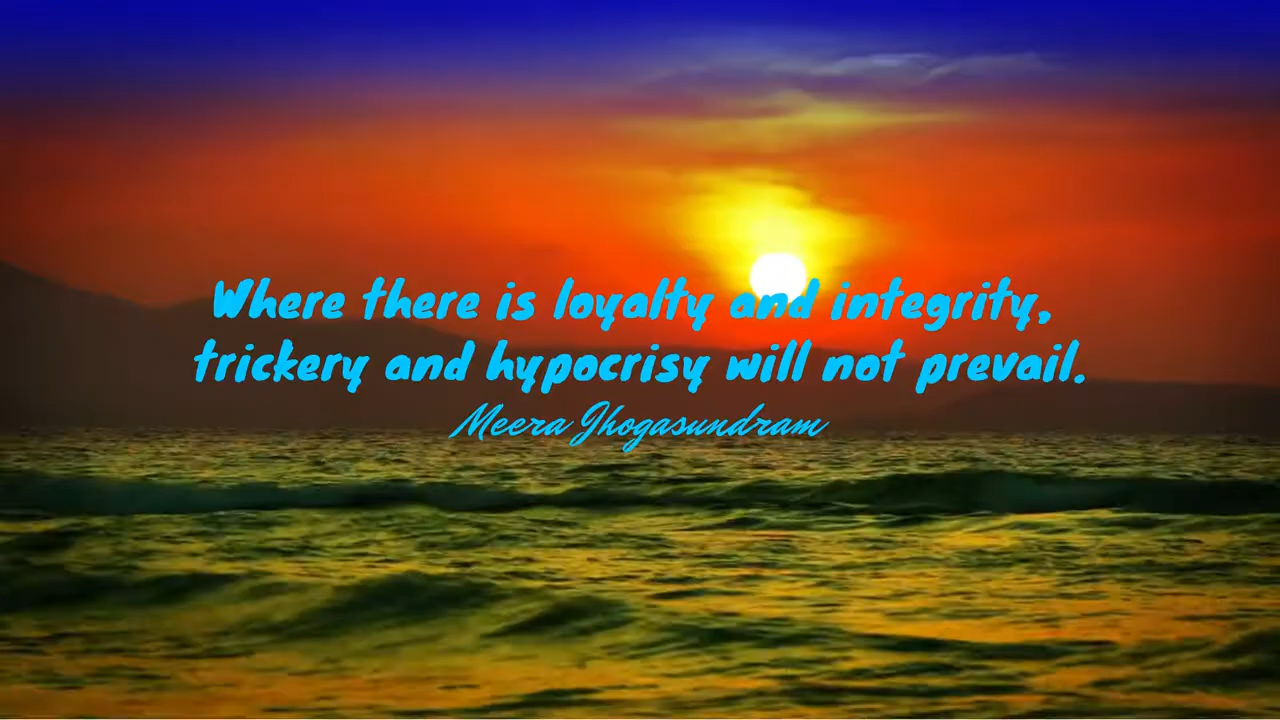 Where there is loyalty and integrity,
trickery and hypocrisy will not prevail.
Meera Jhogasundram